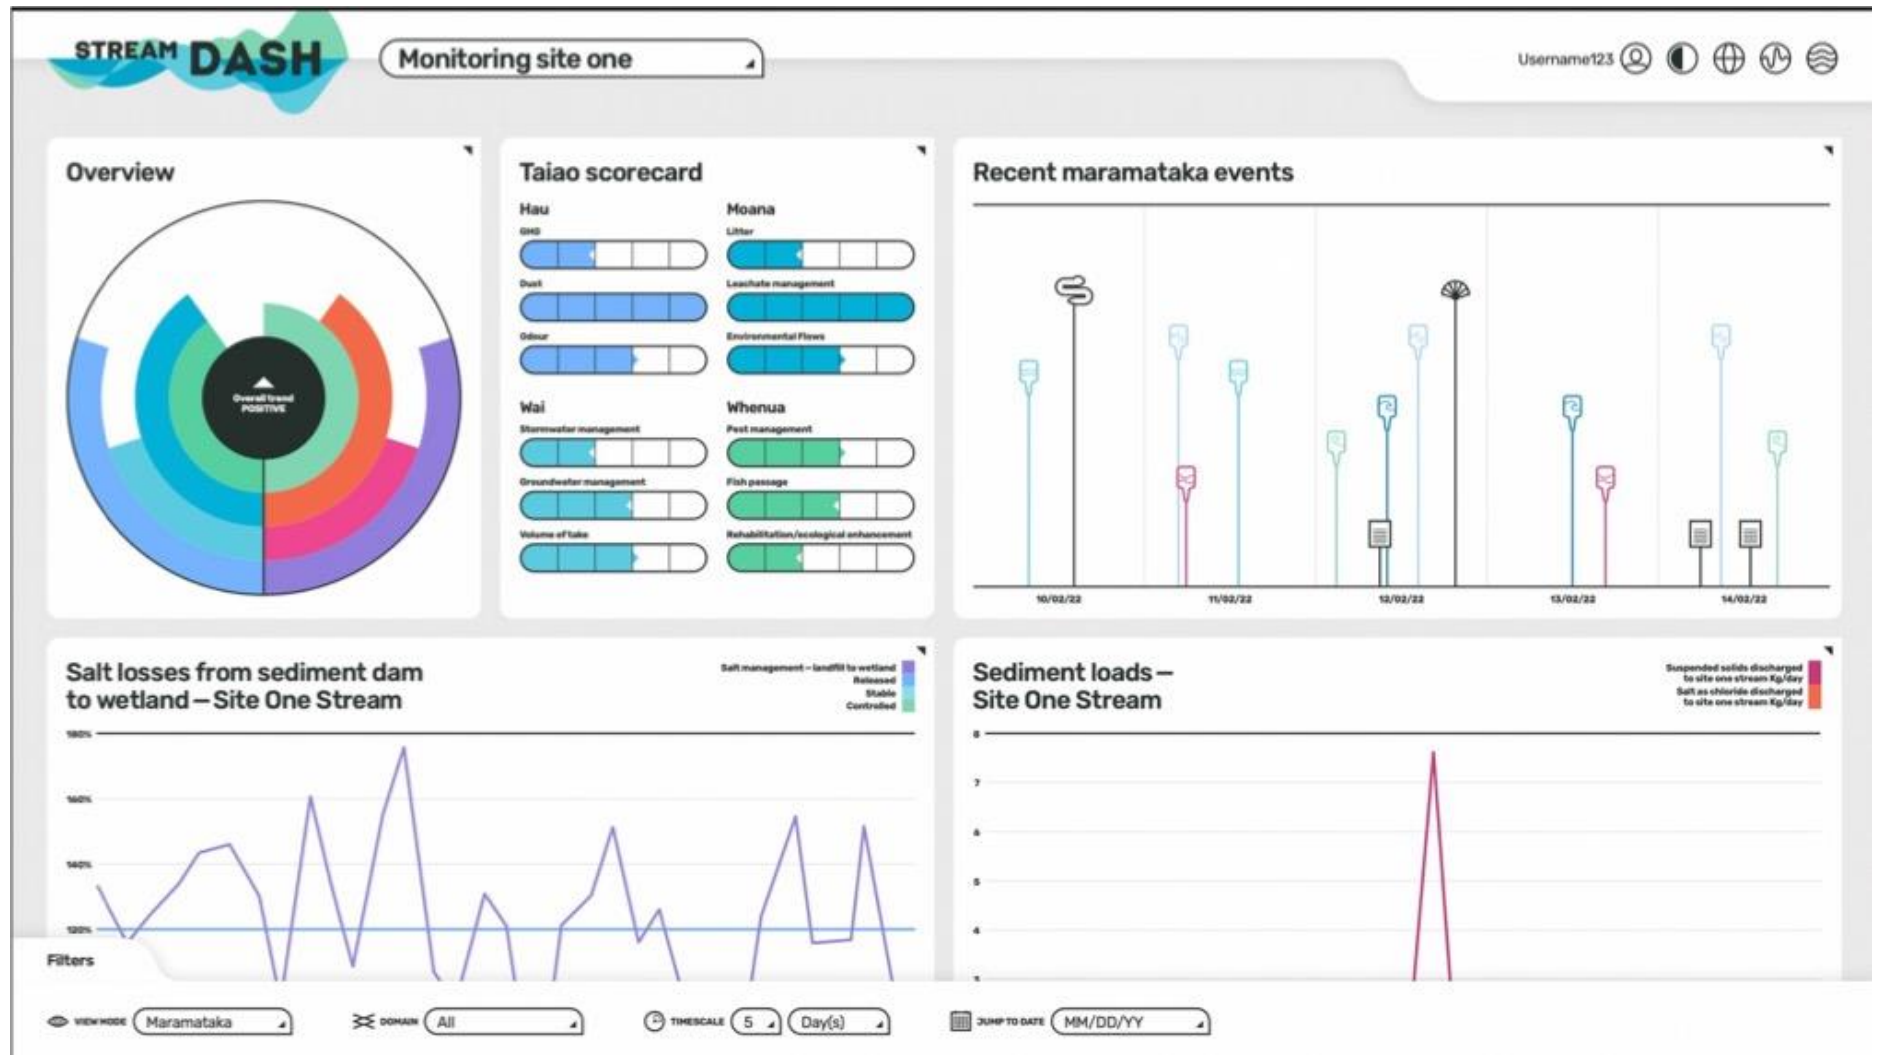 STREAM DASH
Monitoring site one
Username123
Overview
Overall trend
POSITIVE
Taiao scorecard
Hau
GHG
Dust
Odour
Moana
Litter
Leachate management
Environmental Flows
Wai
Stormwater management
Groundwater management
Volume of take
Whenua
Pest management
Fish passage
Rehabilitation/ecological enhancement
Recent maramataka events
10/02/22
11/02/22
12/02/22
13/02/22
14/02/22
Salt losses from sediment dam
to wetland – Site One Stream
Salt management – landfill to wetland
Released
Stable
Controlled
180%
160%
140%
120%
Sediment loads –
Site One Stream
Suspended solids discharged
to site one stream Kg/day
Salt as chloride discharged
to site one stream Kg/day
8
7
6
5
4
3
Filters
VIEW MODE
Maramataka
DOMAIN
All
TIMESCALE
5
Day(s)
JUMP TO DATE
MM/DD/YY